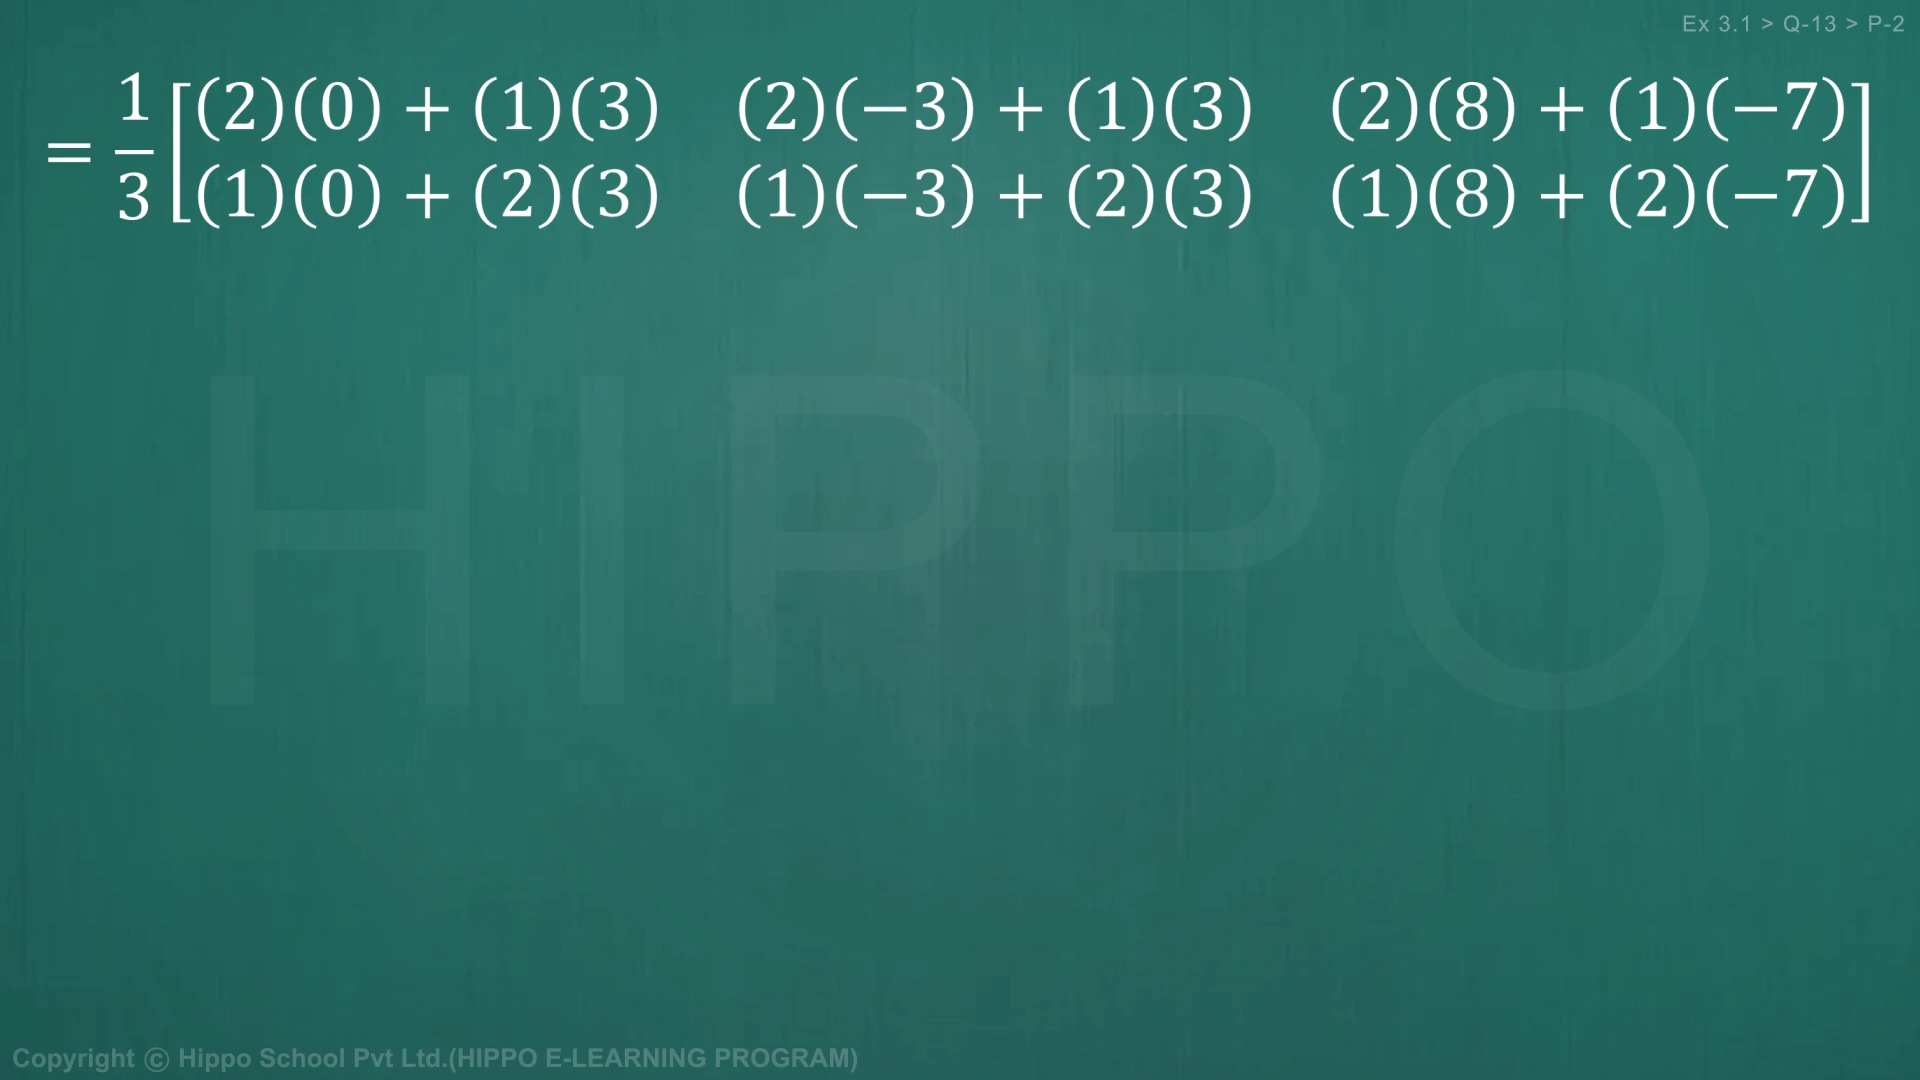 Ex 3.1 > Q-13 > P-2
= 1/3 [(2)(0) + (1)(3) (2)(−3) + (1)(3) (2)(8) + (1)(−7)
(1)(0) + (2)(3) (1)(−3) + (2)(3) (1)(8) + (2)(−7)]
HIPPO
Copyright © Hippo School Pvt Ltd.(HIPPO E-LEARNING PROGRAM)